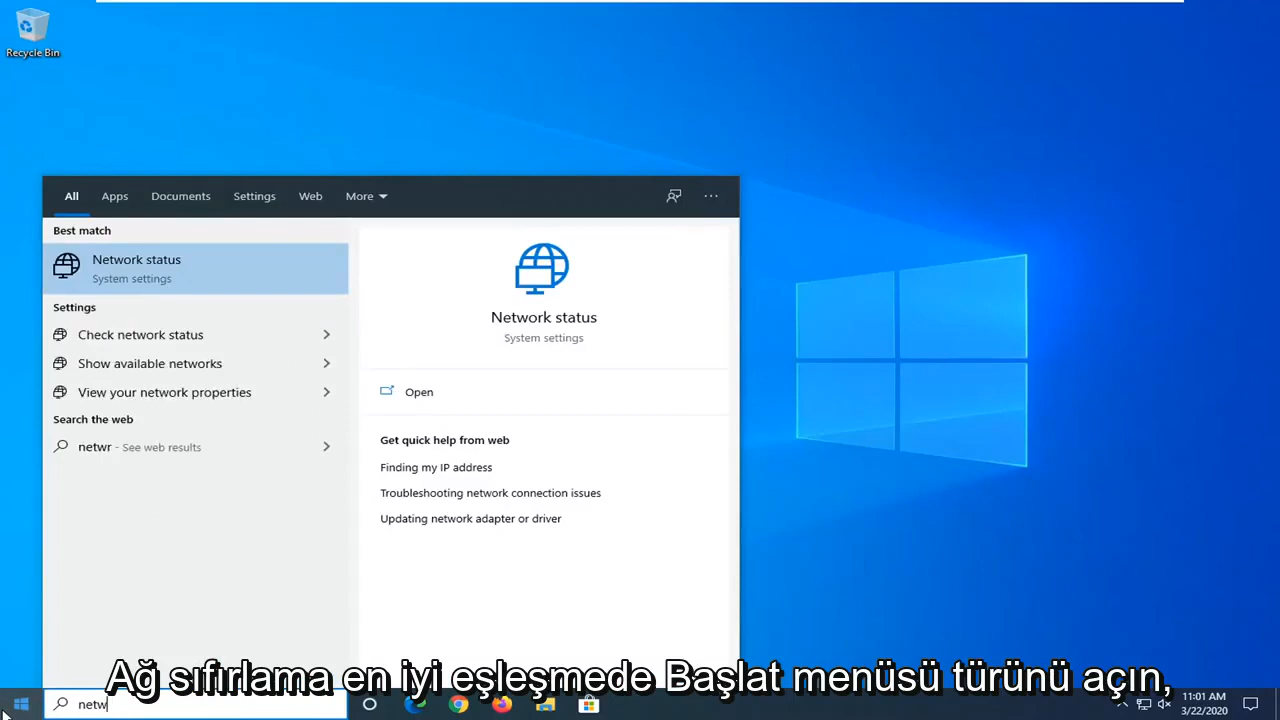 Recycle Bin
All Apps Documents Settings Web More
Best match
Network status
System settings
Settings
Check network status
Show available networks
View your network properties
Search the web
netwr - See web results
Network status
System settings
Open
Get quick help from web
Finding my IP address
Troubleshooting network connection issues
Updating network adapter or driver
Ağ sıfırlama en iyi eşleşmede Başlat menüsü türünü açın,
netw
11:01 AM
3/22/2020